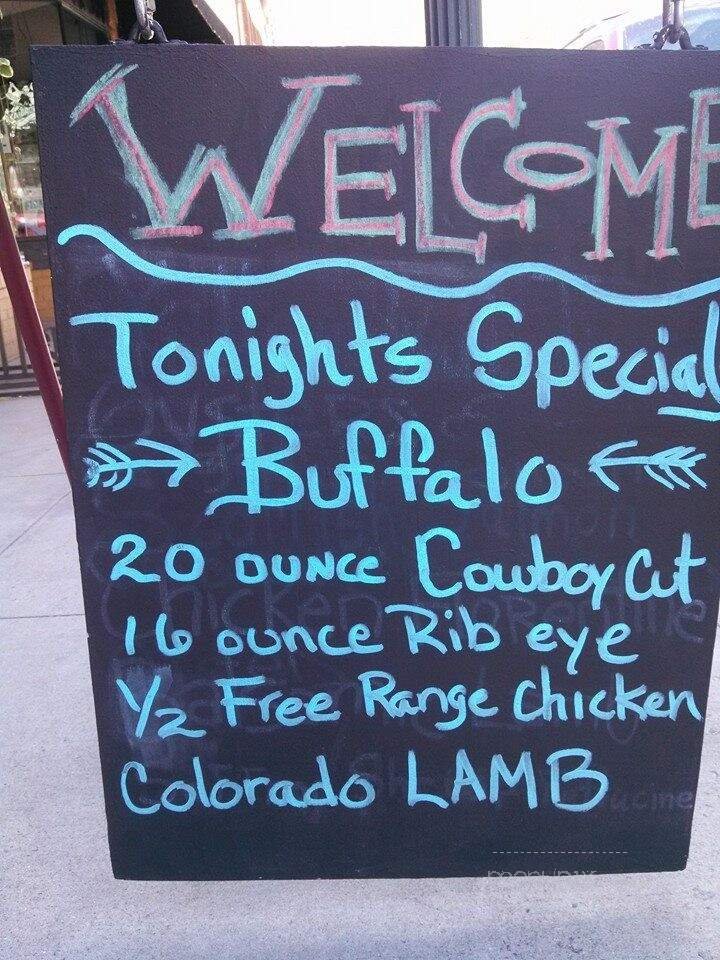 WELCOME
Tonights Special
Buffalo
20 OUNCE Cowboy Cut
16 ounce Rib eye
1/2 Free Range Chicken
Colorado LAMB
menupix